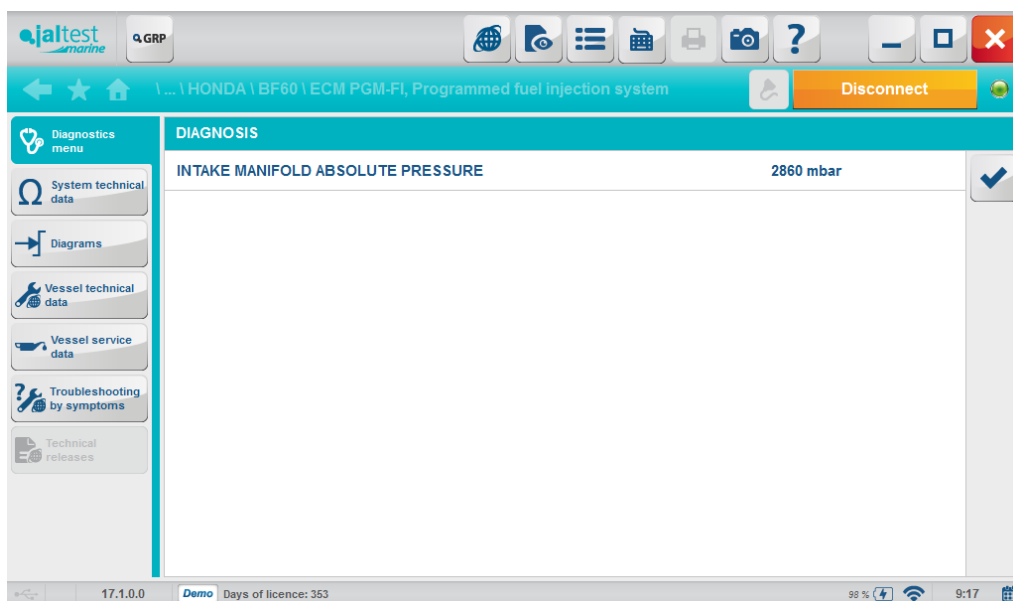 jaltest
marine
GRP
?
\ ... \ HONDA \ BF60 \ ECM PGM-FI, Programmed fuel injection system
Disconnect
Diagnostics
menu
DIAGNOSIS
INTAKE MANIFOLD ABSOLUTE PRESSURE 2860 mbar
Ω System technical
data
Diagrams
Vessel technical
data
Vessel service
data
? Troubleshooting
by symptoms
Technical
releases
17.1.0.0 Demo Days of licence: 353 98 % 9:17